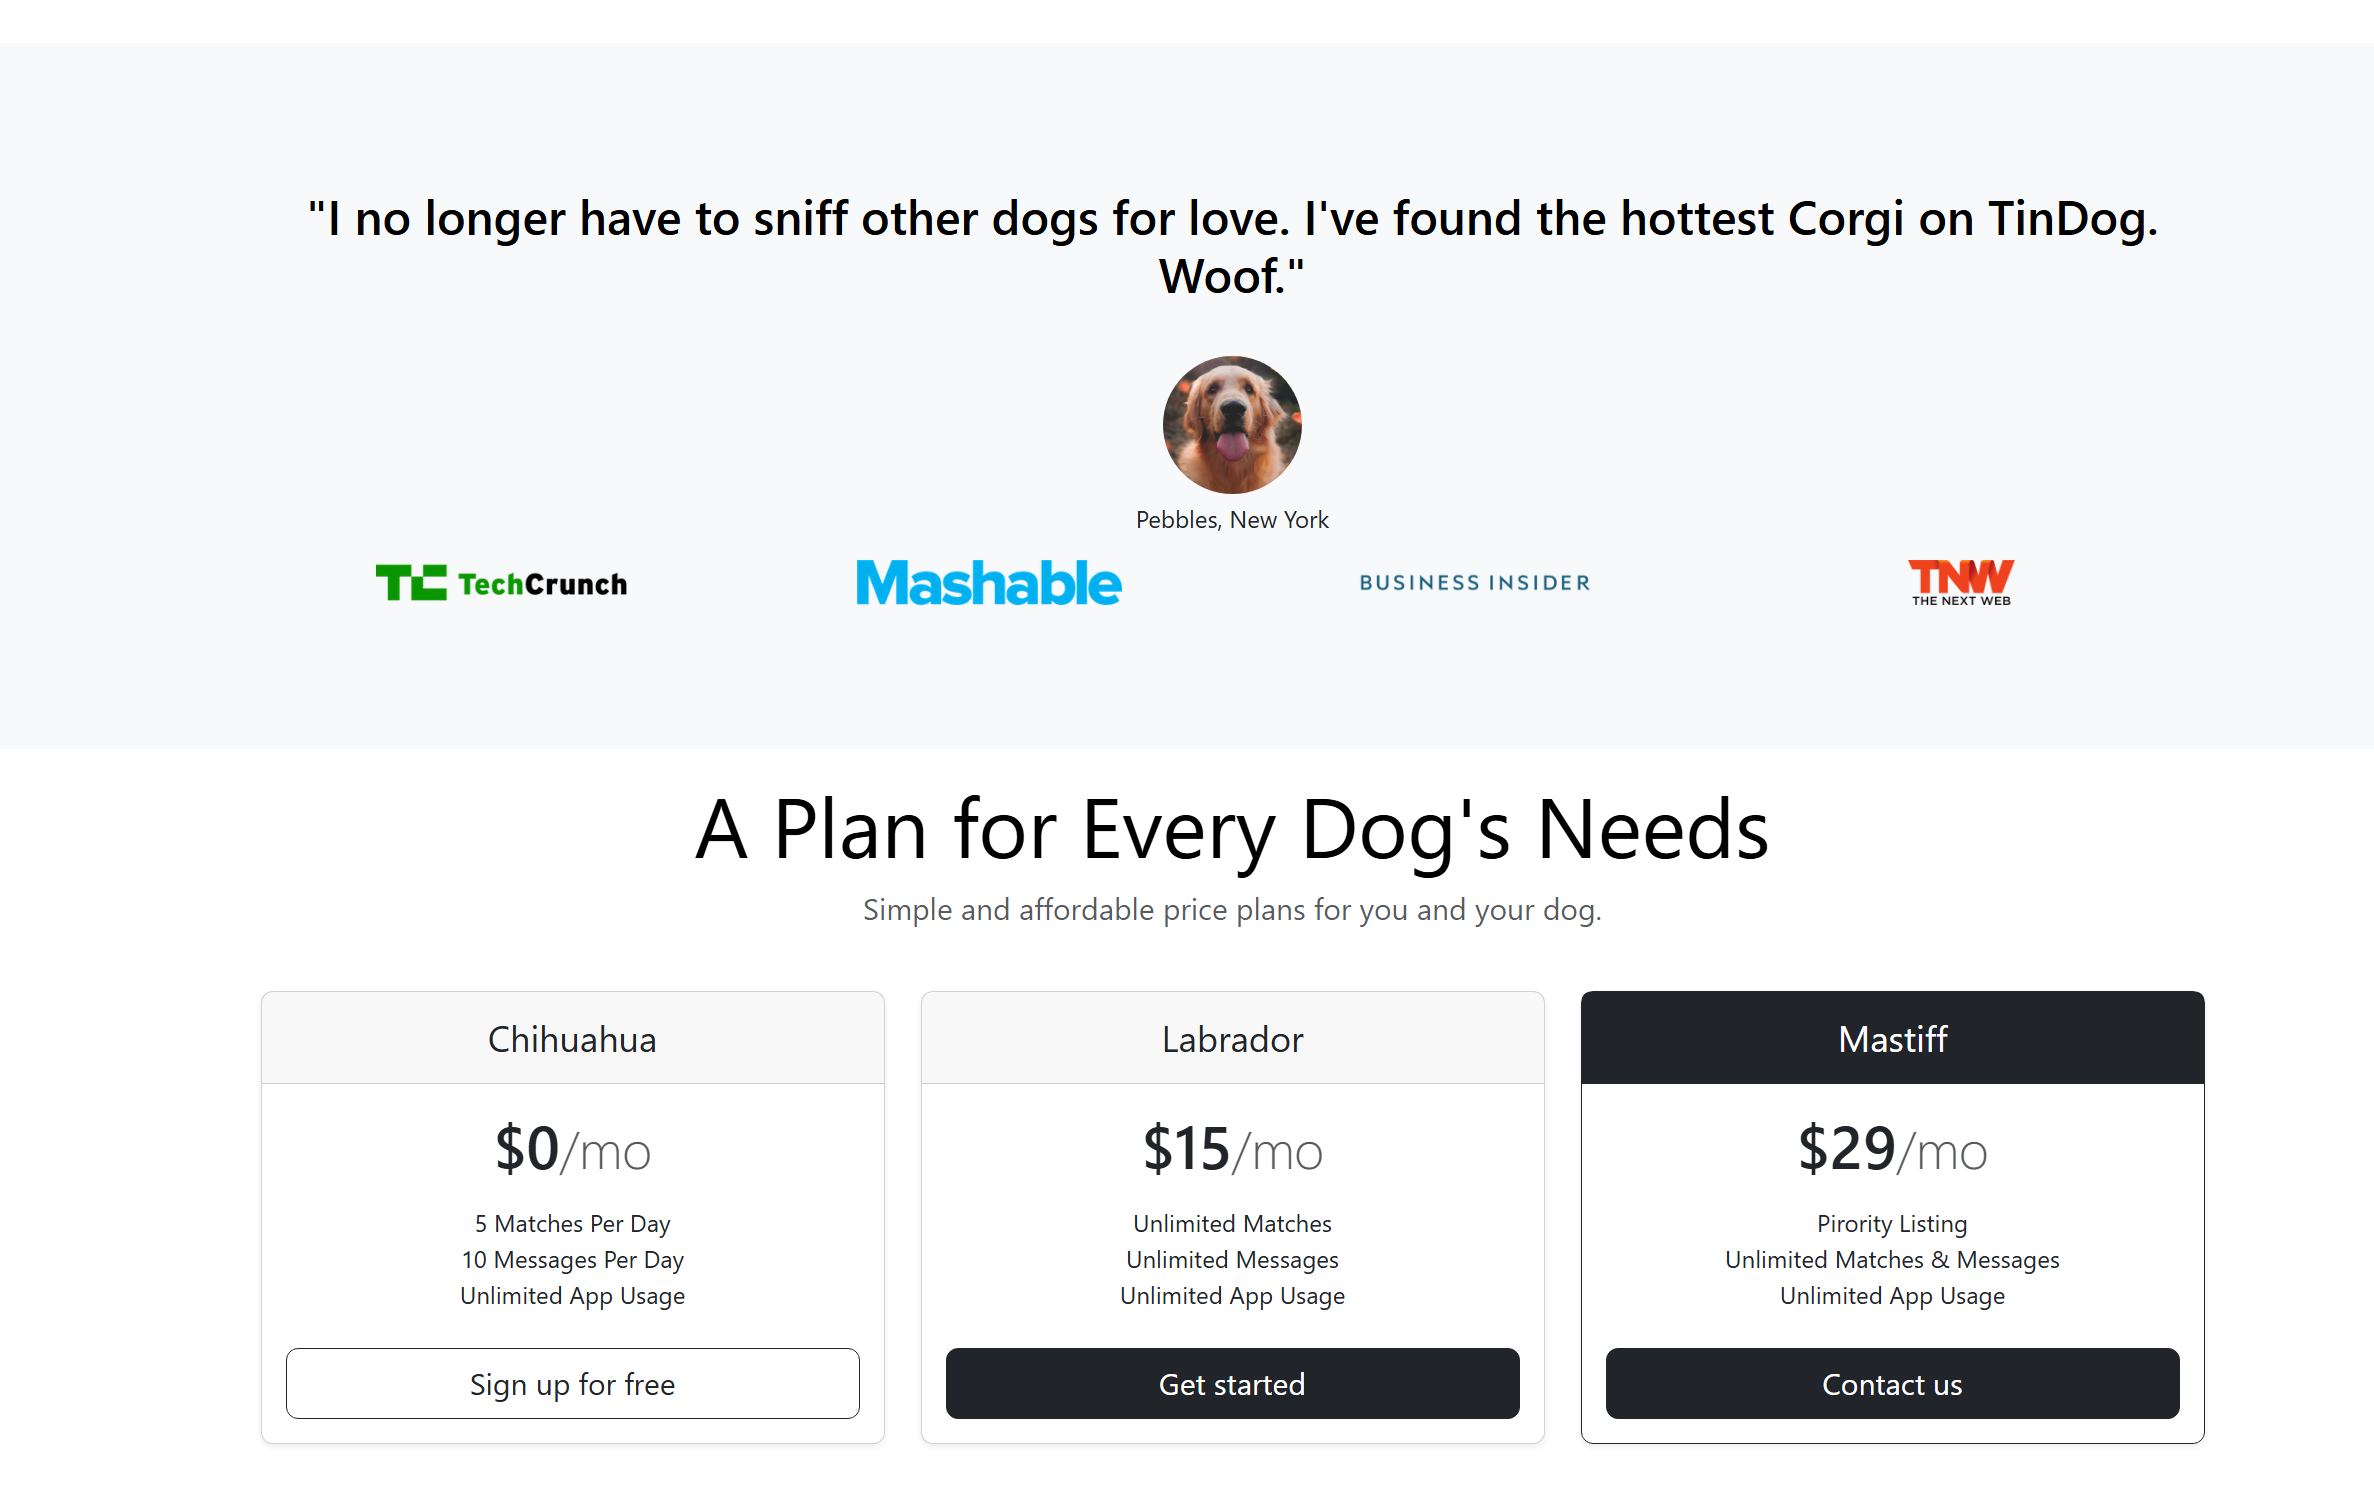 "I no longer have to sniff other dogs for love. I've found the hottest Corgi on TinDog.
Woof."
Pebbles, New York
TC TechCrunch
Mashable
BUSINESS INSIDER
TNW
THE NEXT WEB
A Plan for Every Dog's Needs
Simple and affordable price plans for you and your dog.
Chihuahua
$0/mo
5 Matches Per Day
10 Messages Per Day
Unlimited App Usage
Sign up for free
Labrador
$15/mo
Unlimited Matches
Unlimited Messages
Unlimited App Usage
Get started
Mastiff
$29/mo
Pirority Listing
Unlimited Matches & Messages
Unlimited App Usage
Contact us